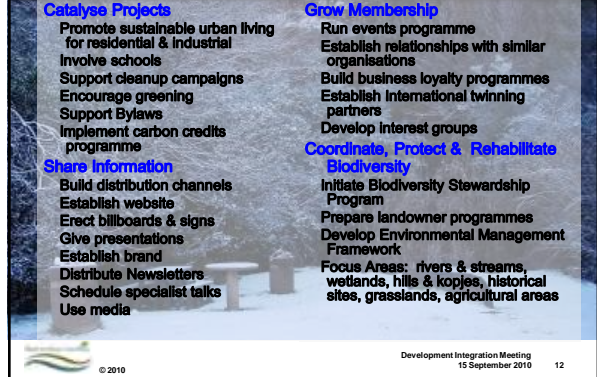 Catalyse Projects
Promote sustainable urban living
for residential & industrial
Involve schools
Support cleanup campaigns
Encourage greening
Support Bylaws
Implement carbon credits
programme
Share Information
Build distribution channels
Establish website
Erect billboards & signs
Give presentations
Establish brand
Distribute Newsletters
Schedule specialist talks
Use media
Grow Membership
Run events programme
Establish relationships with similar
organisations
Build business loyalty programmes
Establish International twinning
partners
Develop interest groups
Coordinate, Protect & Rehabilitate
Biodiversity
Initiate Biodiversity Stewardship
Program
Prepare landowner programmes
Develop Environmental Management
Framework
Focus Areas: rivers & streams,
wetlands, hills & kopjes, historical
sites, grasslands, agricultural areas
© 2010
Development Integration Meeting
15 September 2010 12